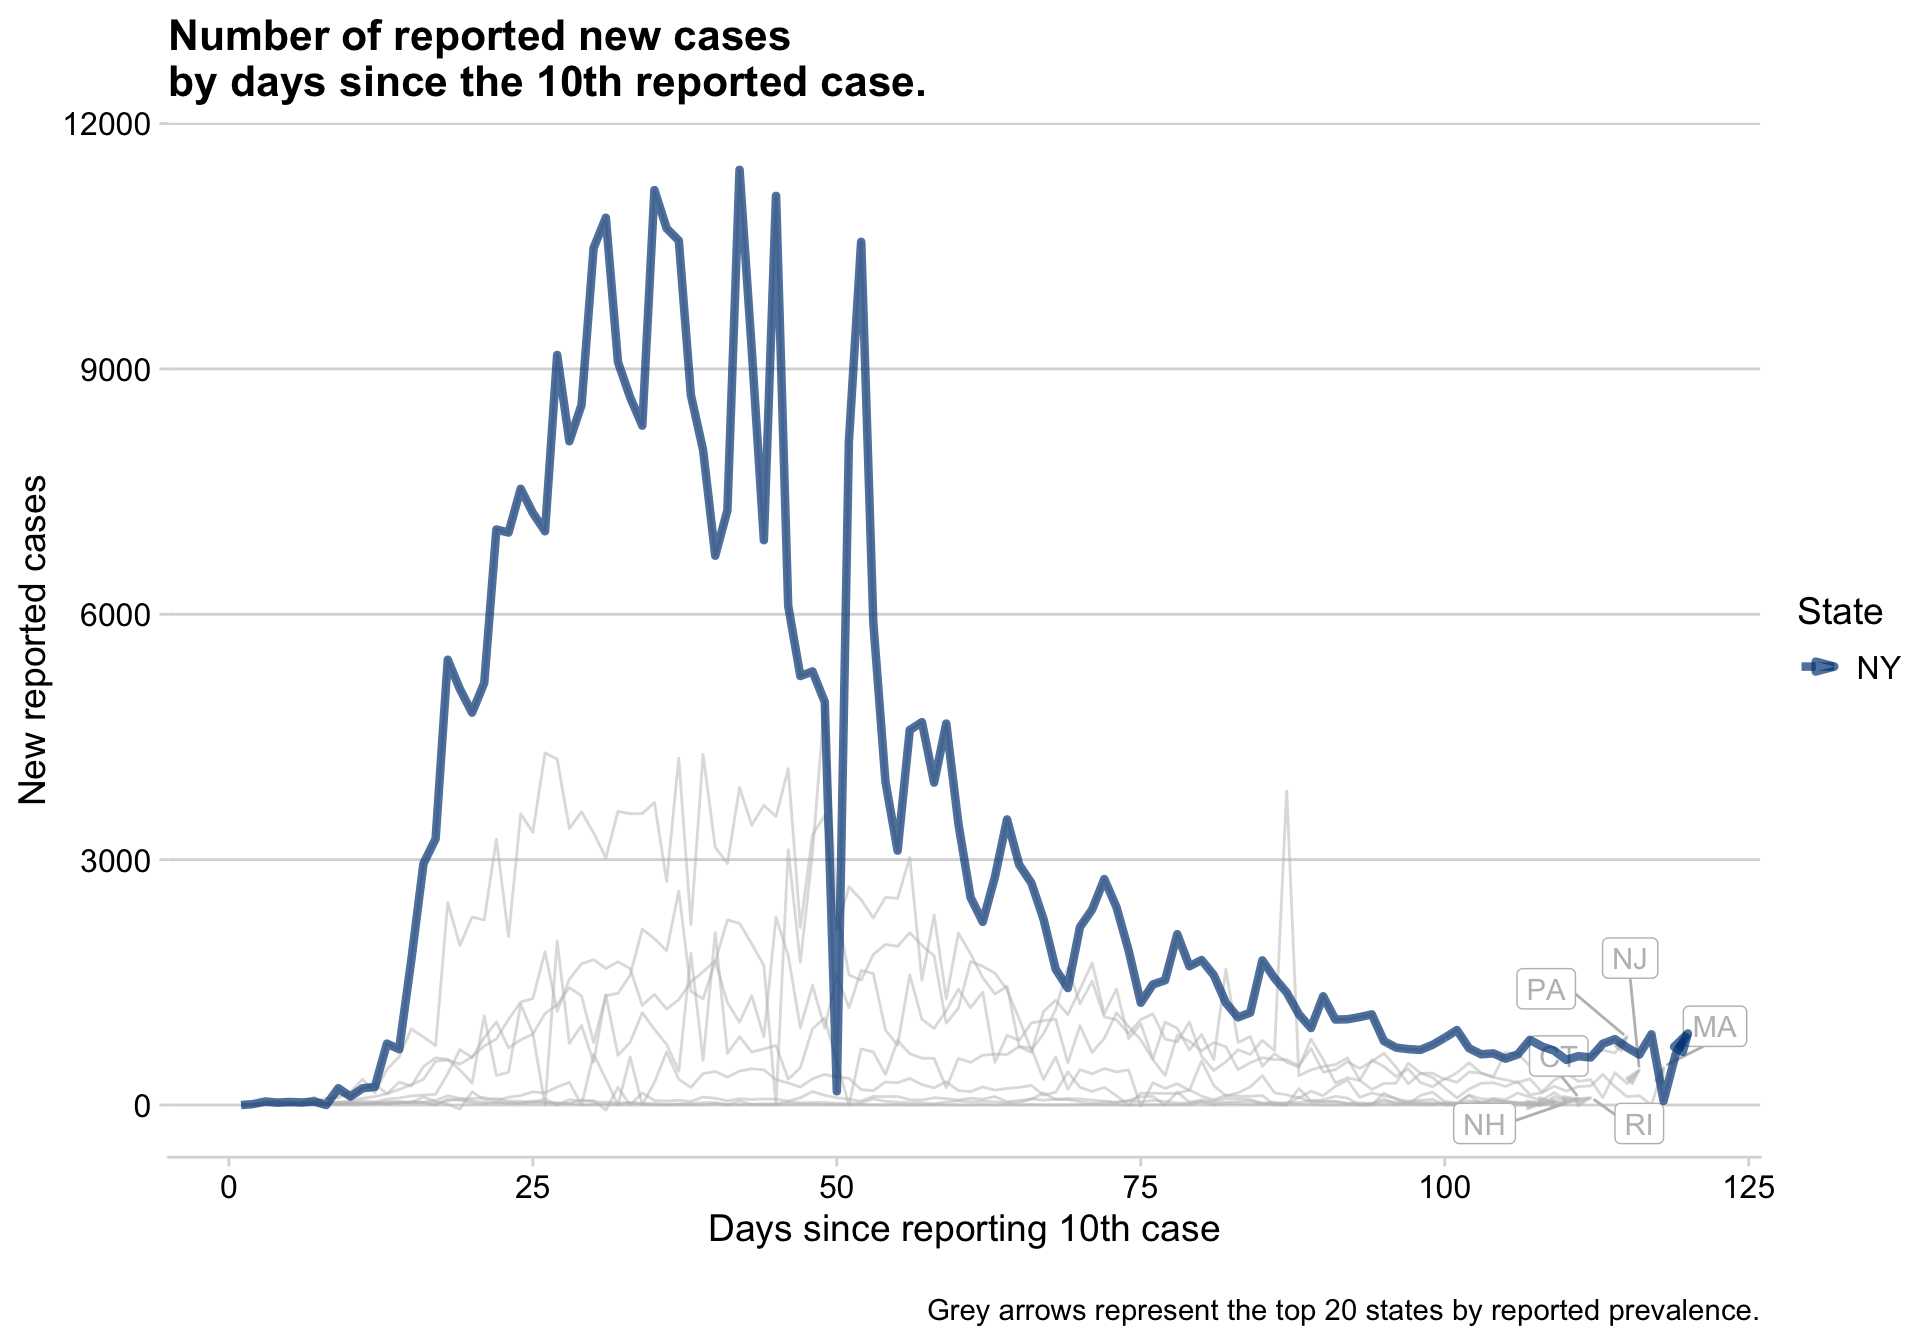 Number of reported new cases
by days since the 10th reported case.
12000
9000
6000
3000
0
New reported cases
State
NY
NJ
PA
MA
CT
NH
RI
0
25
50
75
100
125
Days since reporting 10th case
Grey arrows represent the top 20 states by reported prevalence.